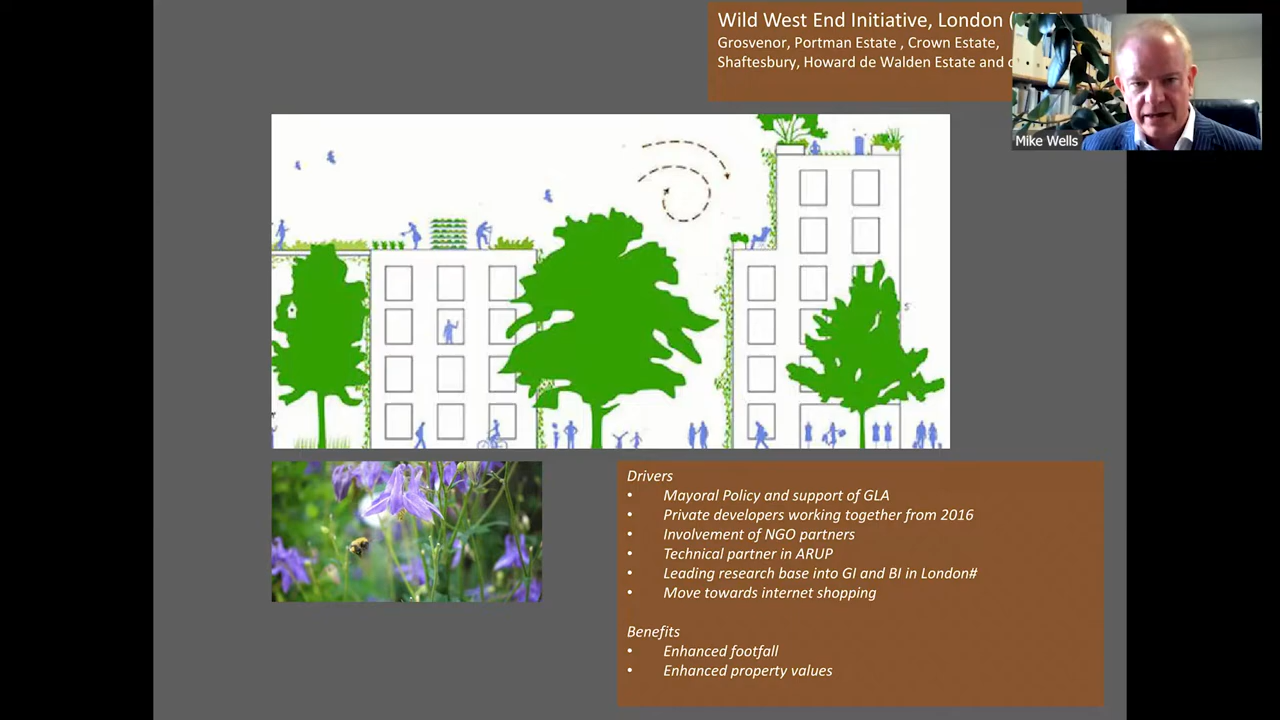 Wild West End Initiative, London (
Grosvenor, Portman Estate , Crown Estate,
Shaftesbury, Howard de Walden Estate and
Mike Wells
Drivers
• Mayoral Policy and support of GLA
• Private developers working together from 2016
• Involvement of NGO partners
• Technical partner in ARUP
• Leading research base into GI and BI in London#
• Move towards internet shopping
Benefits
• Enhanced footfall
• Enhanced property values